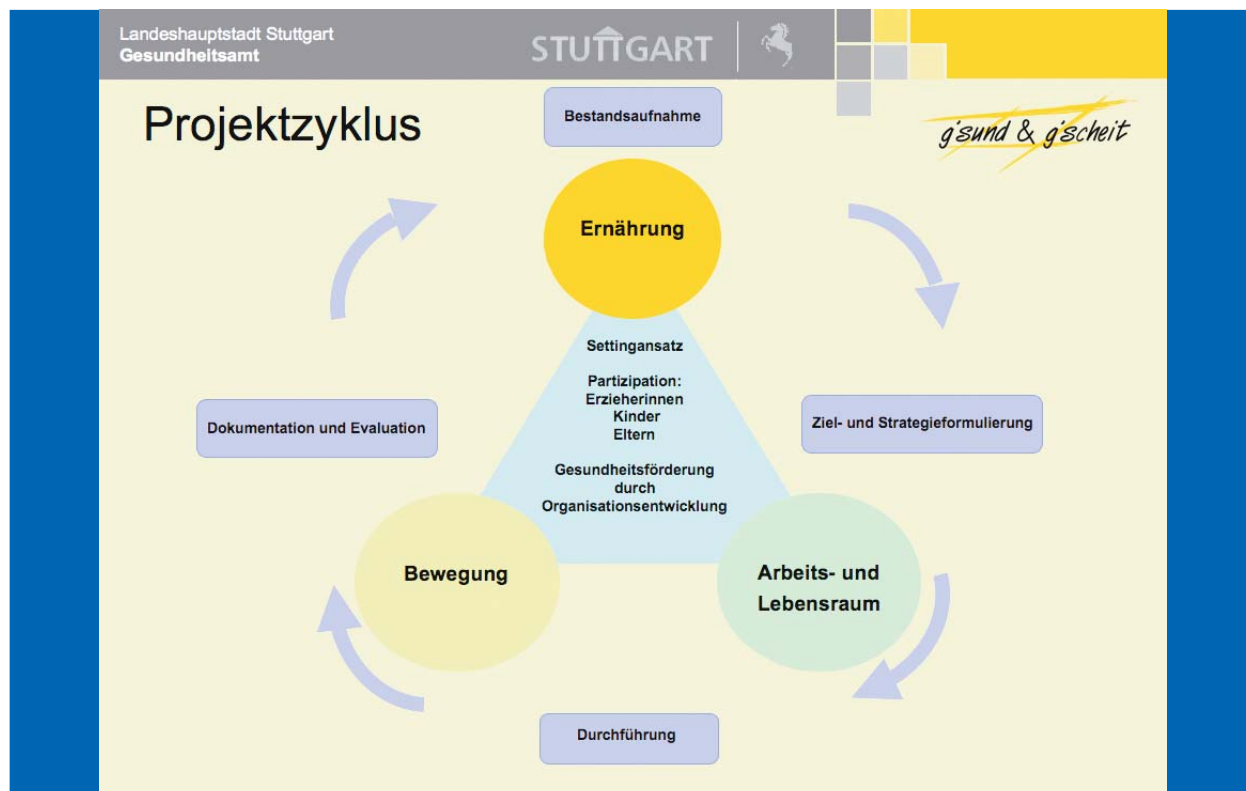 Landeshauptstadt Stuttgart
Gesundheitsamt
STUTTGART
Projektzyklus
g'sund & g'scheit
Bestandsaufnahme
Ernährung
Settingansatz
Partizipation:
Erzieherinnen
Kinder
Eltern
Gesundheitsförderung
durch
Organisationsentwicklung
Dokumentation und Evaluation
Ziel- und Strategieformulierung
Bewegung
Arbeits- und
Lebensraum
Durchführung